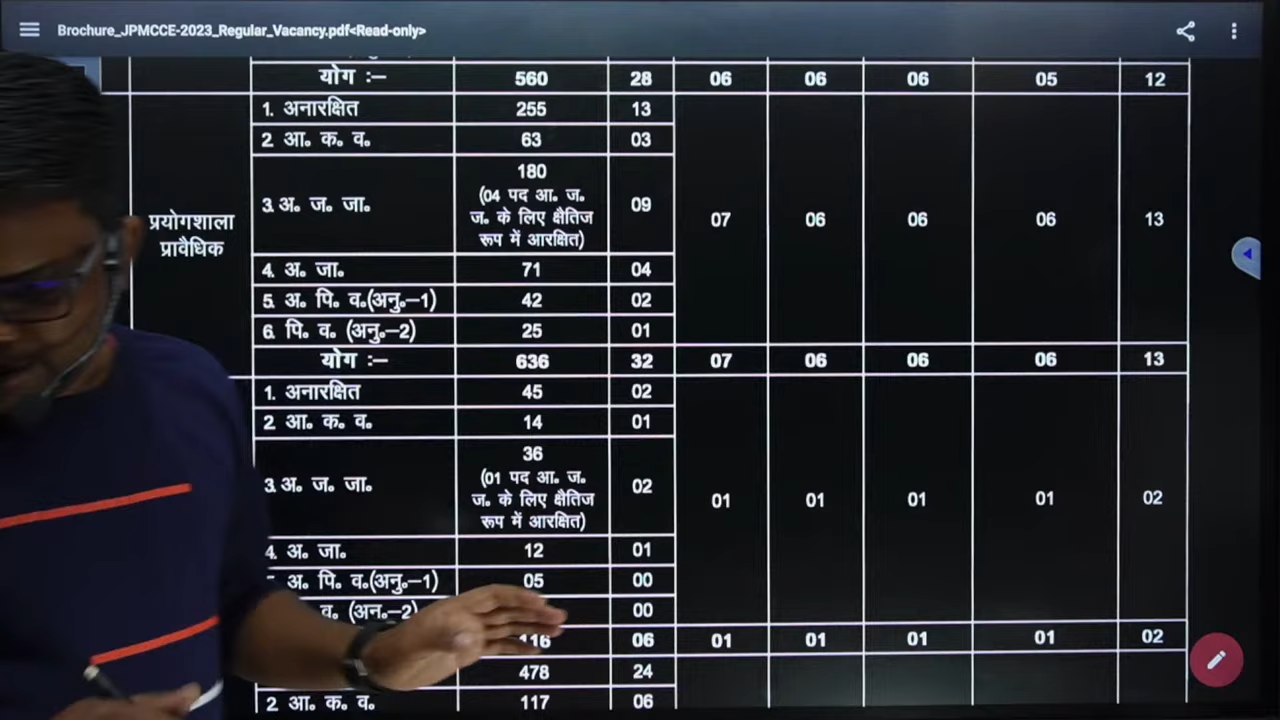 Brochure_JPMCCE-2023_Regular_Vacancy.pdf<Read-only>
योग :– 560 28 06 06 06 05 12
प्रयोगशाला
प्रावैधिक
1. अनारक्षित 255 13
2. आ॰ क॰ व॰ 63 03
3. अ॰ ज॰ जा॰
180
(04 पद आ॰ ज॰
ज॰ के लिए क्षैतिज
रूप में आरक्षित)
09
07 06 06 06 13
4. अ॰ जा॰ 71 04
5. अ॰ पि॰ व॰(अनु॰–1) 42 02
6. पि॰ व॰ (अनु॰–2) 25 01
योग :– 636 32 07 06 06 06 13
1. अनारक्षित 45 02
2. आ॰ क॰ व॰ 14 01
3. अ॰ ज॰ जा॰
36
(01 पद आ॰ ज॰
ज॰ के लिए क्षैतिज
रूप में आरक्षित)
02
01 01 01 01 02
4. अ॰ जा॰ 12 01
अ॰ पि॰ व॰(अनु॰–1) 05 00
व॰ (अनु॰–2) 00
116 06 01 01 01 01 02
478 24
2. आ॰ क॰ व॰ 117 06